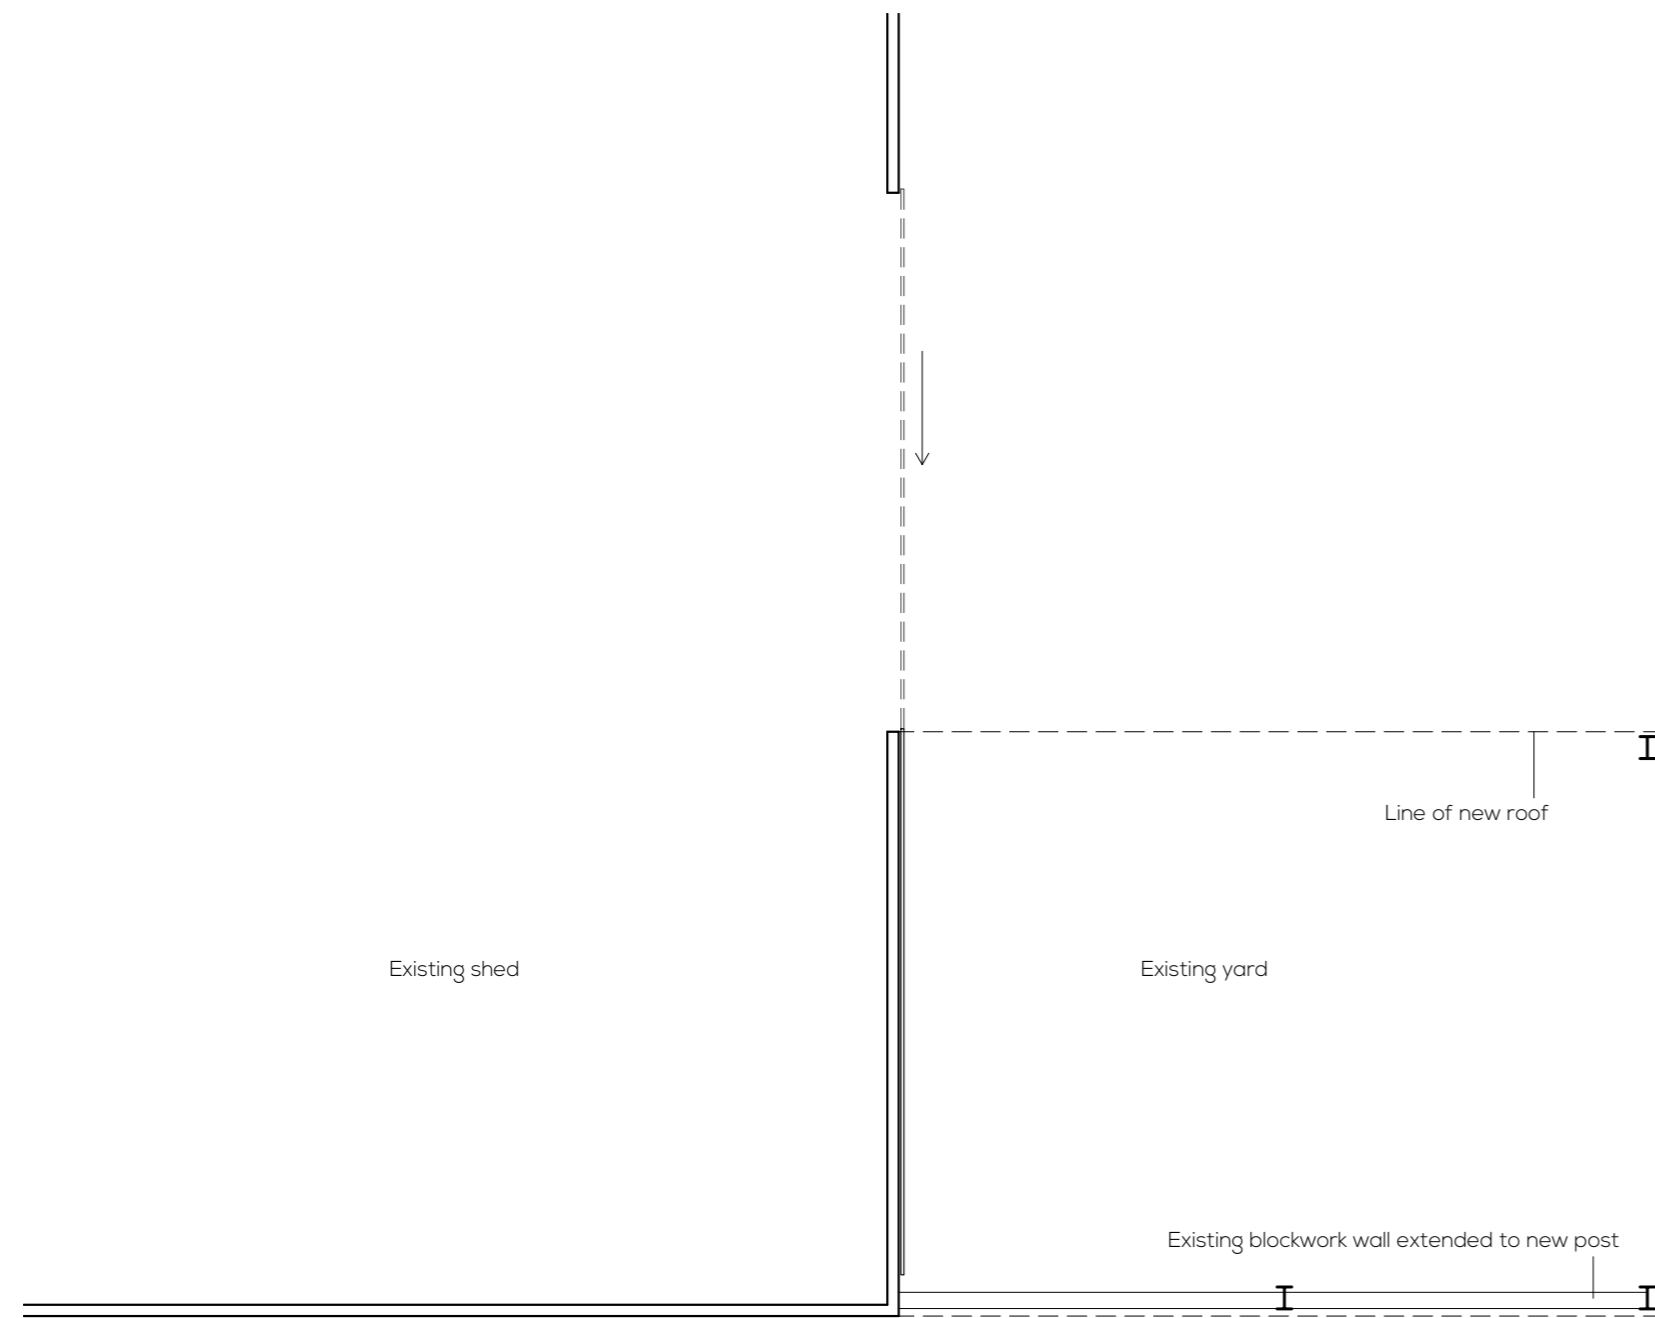 Line of new roof
Existing shed
Existing yard
Existing blockwork wall extended to new post